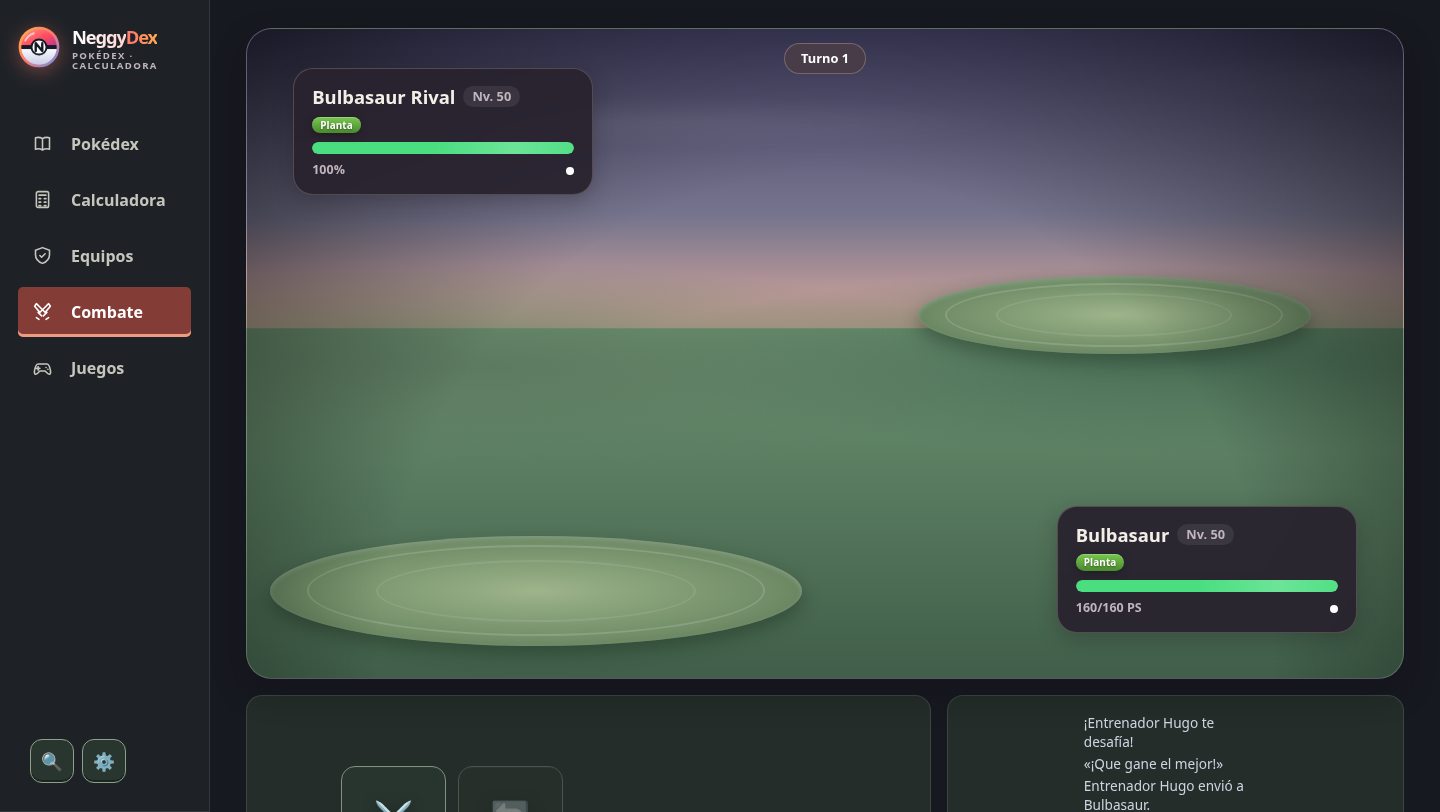 NeggyDex
POKÉDEX ·
CALCULADORA
Pokédex
Calculadora
Equipos
Combate
Juegos
Turno 1
Bulbasaur Rival Nv. 50
Planta
100%
Bulbasaur Nv. 50
Planta
160/160 PS
¡Entrenador Hugo te
desafía!
«¡Que gane el mejor!»
Entrenador Hugo envió a
Bulbasaur.